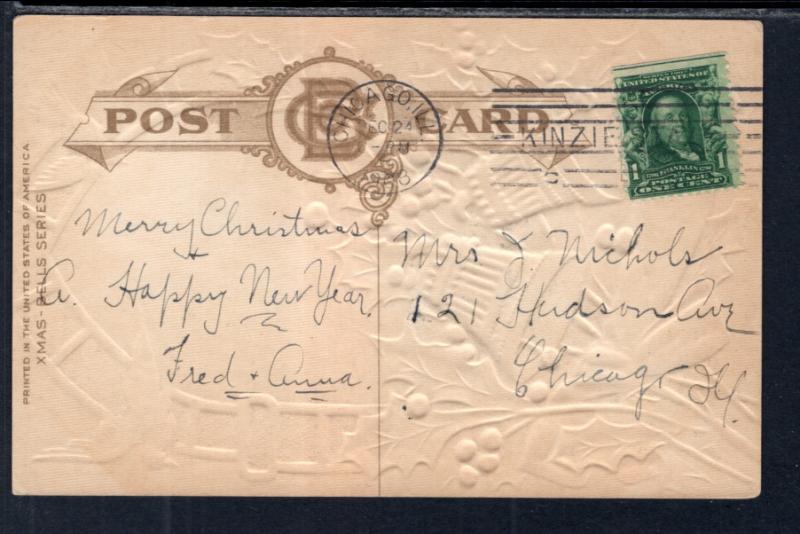 POST CARD
CHICAGO, ILL.
DEC 24
KINZIE
UNITED STATES OF
AMERICA
FRANKLIN
1 POSTAGE 1
ONE CENT
PRINTED IN THE UNITED STATES OF AMERICA
XMAS-BELLS SERIES
Merry Christmas
+
A. Happy New Year
Fred + Anna.
Mrs J. Nichols
121 Hudson Ave
Chicago Ill.